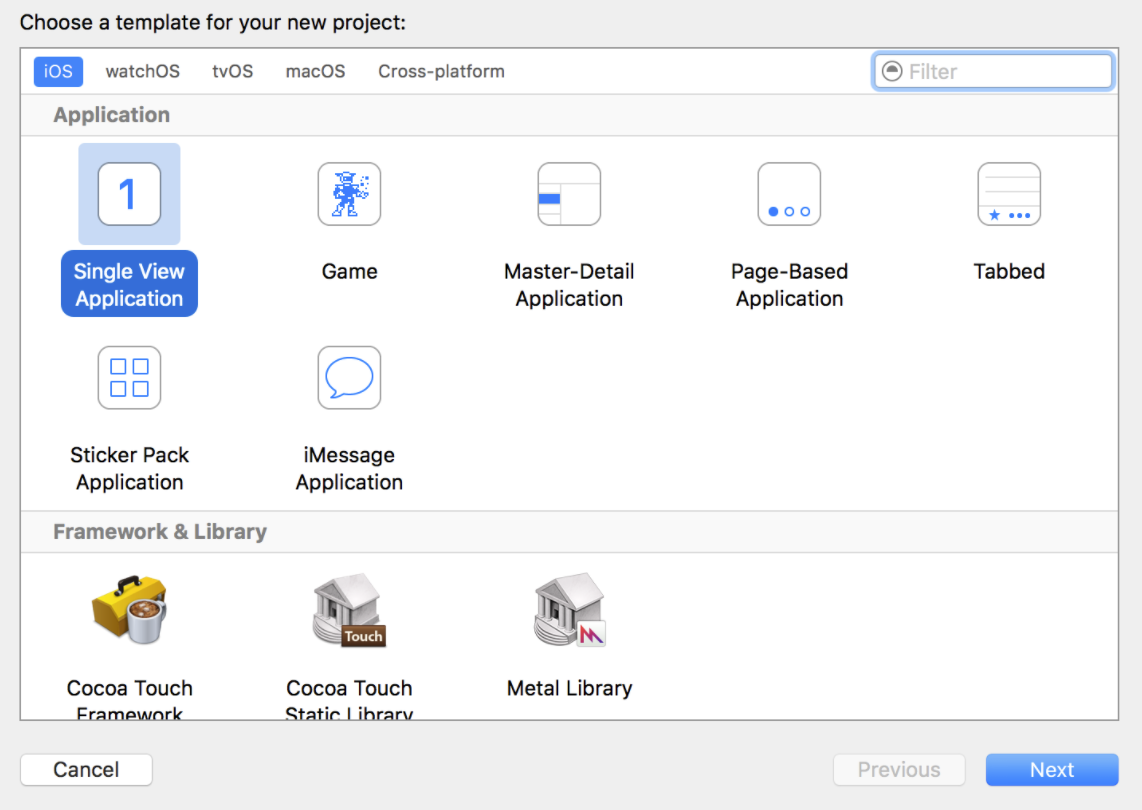 Choose a template for your new project:
iOS watchOS tvOS macOS Cross-platform Filter
Application
1
Single View Application
Game
Master-Detail Application
Page-Based Application
Tabbed
Sticker Pack Application
iMessage Application
Framework & Library
Touch
Cocoa Touch Framework
Cocoa Touch Static Library
Metal Library
Cancel Previous Next